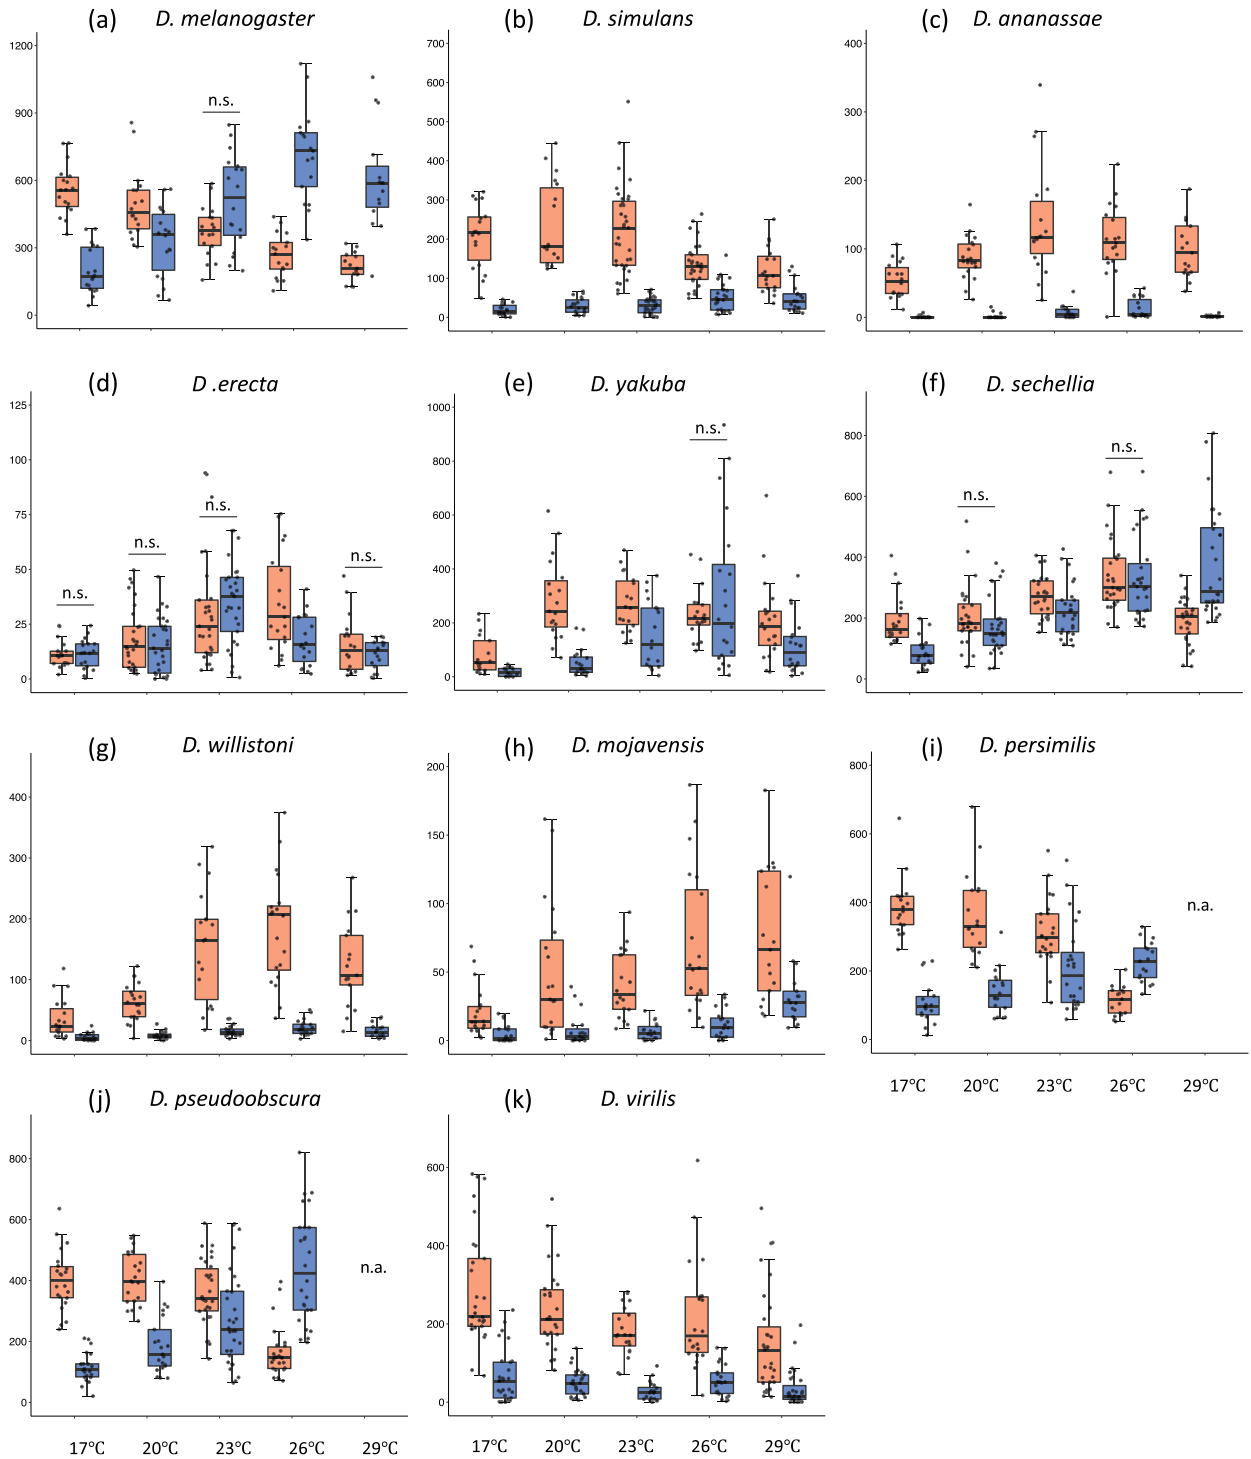 (a) D. melanogaster
1200
900
600
300
0
n.s.
(b) D. simulans
700
600
500
400
300
200
100
0
(c) D. ananassae
400
300
200
100
0
(d) D .erecta
125
100
75
50
25
0
n.s.
n.s.
n.s.
n.s.
(e) D. yakuba
1000
800
600
400
200
0
n.s.
(f) D. sechellia
800
600
400
200
0
n.s.
n.s.
(g) D. willistoni
400
300
200
100
0
(h) D. mojavensis
200
150
100
50
0
(i) D. persimilis
800
600
400
200
0
n.a.
17°C 20°C 23°C 26°C 29°C
(j) D. pseudoobscura
800
600
400
200
0
n.a.
17°C 20°C 23°C 26°C 29°C
(k) D. virilis
600
400
200
0
17°C 20°C 23°C 26°C 29°C